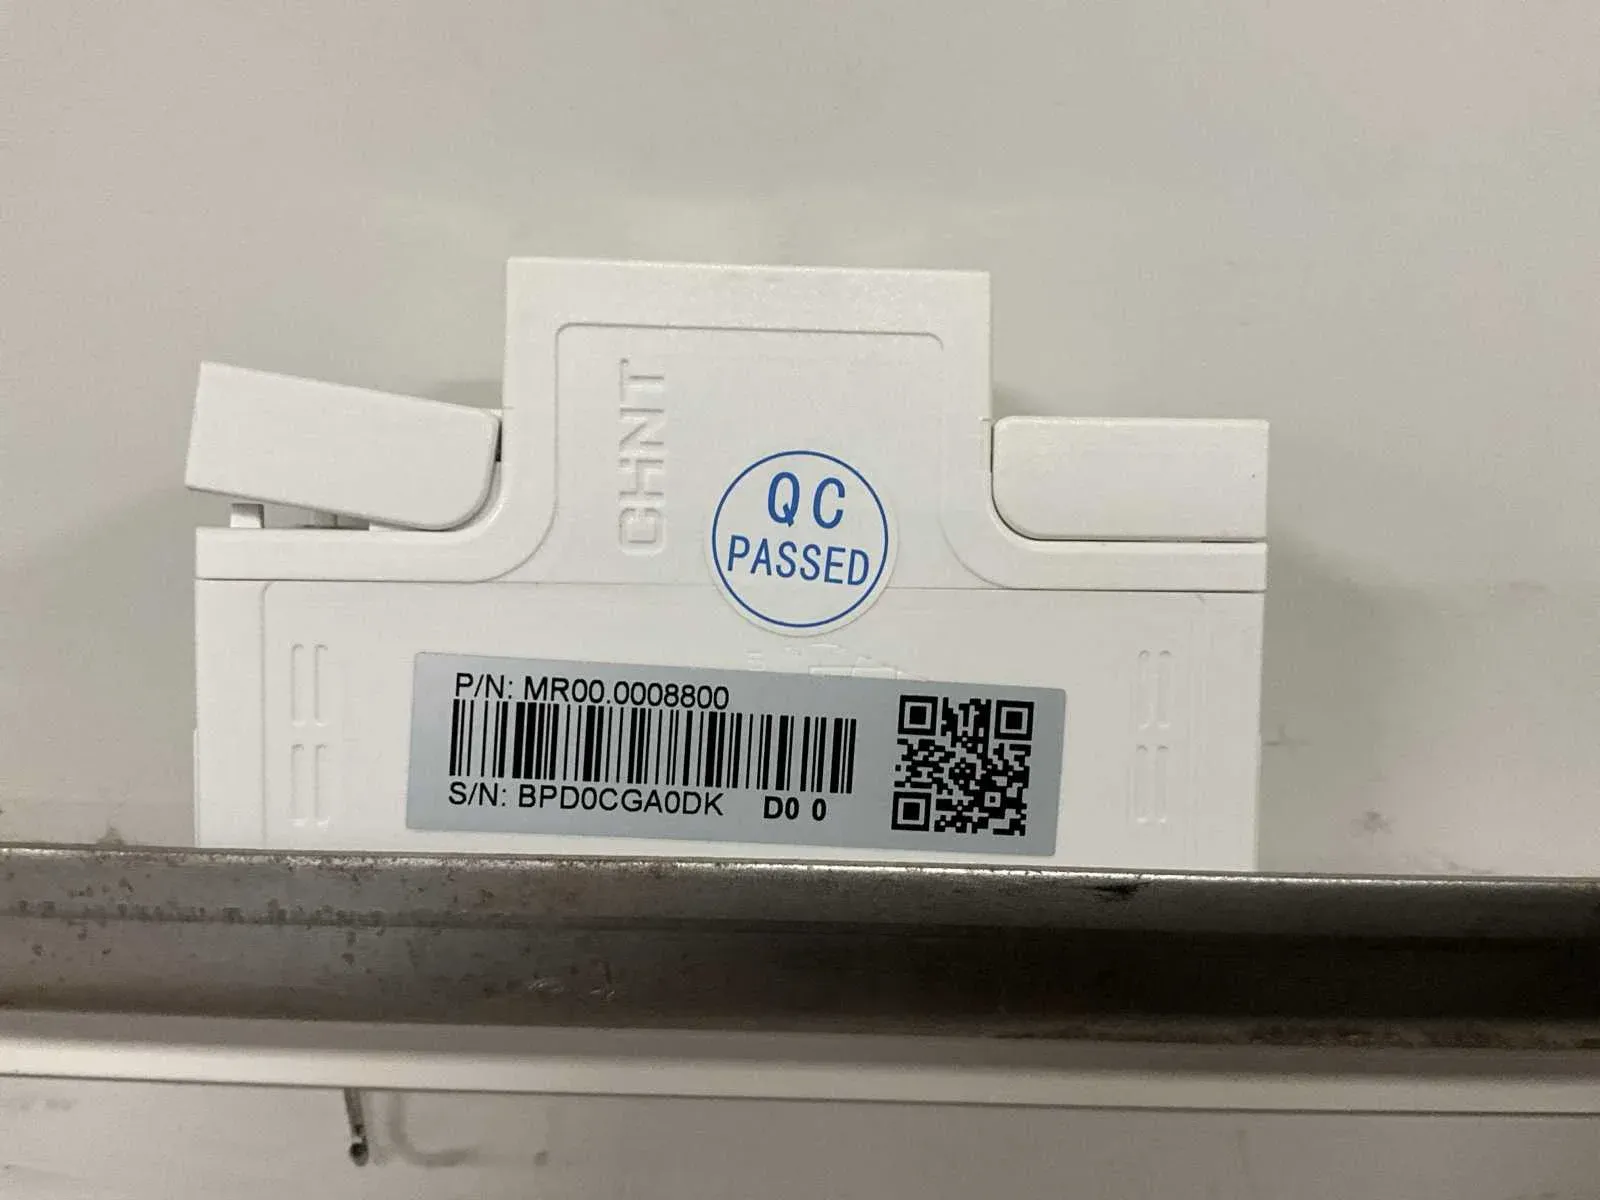 CHNT
QC
PASSED
P/N: MR00.0008800
S/N: BPD0CGA0DK D0 0